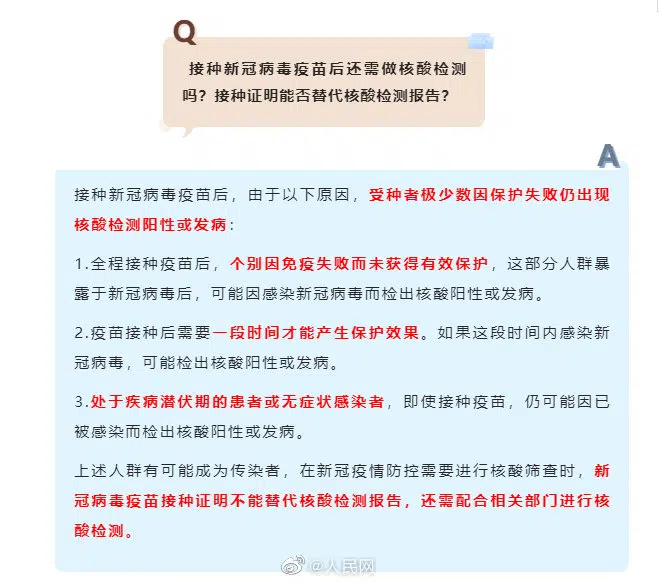 Q
接种新冠病毒疫苗后还需做核酸检测
吗？接种证明能否替代核酸检测报告？
A
接种新冠病毒疫苗后，由于以下原因，受种者极少数因保护失败仍出现
核酸检测阳性或发病：
1.全程接种疫苗后，个别因免疫失败而未获得有效保护，这部分人群暴
露于新冠病毒后，可能因感染新冠病毒而检出核酸阳性或发病。
2.疫苗接种后需要一段时间才能产生保护效果。如果这段时间内感染新
冠病毒，可能检出核酸阳性或发病。
3.处于疾病潜伏期的患者或无症状感染者，即使接种疫苗，仍可能因已
被感染而检出核酸阳性或发病。
上述人群有可能成为传染者，在新冠疫情防控需要进行核酸筛查时，新
冠病毒疫苗接种证明不能替代核酸检测报告，还需配合相关部门进行核
酸检测。
@人民网